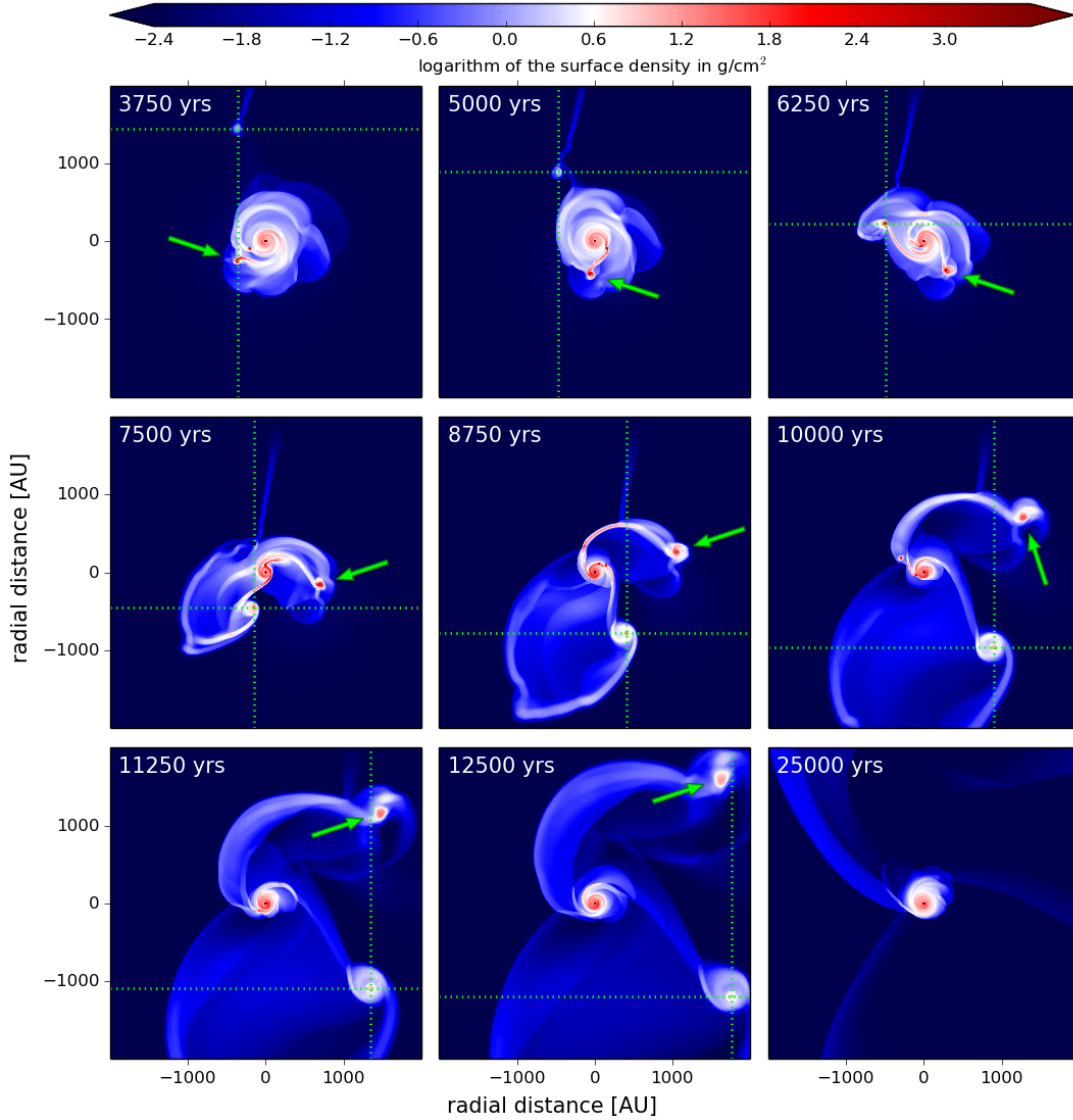 −2.4 −1.8 −1.2 −0.6 0.0 0.6 1.2 1.8 2.4 3.0
logarithm of the surface density in g/cm²
3750 yrs
5000 yrs
6250 yrs
1000
0
−1000
7500 yrs
8750 yrs
10000 yrs
1000
0
−1000
radial distance [AU]
11250 yrs
12500 yrs
25000 yrs
1000
0
−1000
−1000 0 1000 −1000 0 1000 −1000 0 1000
radial distance [AU]